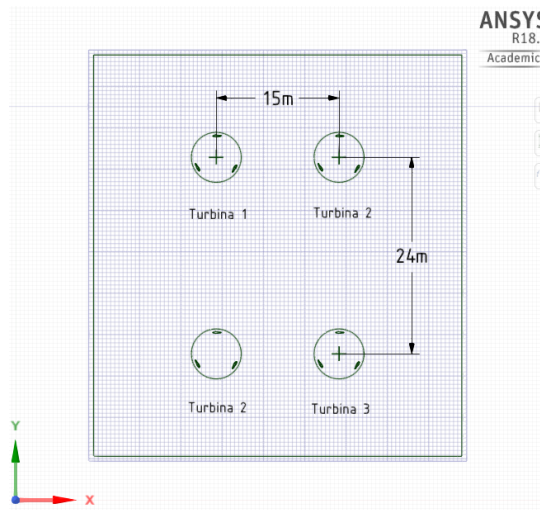 ANSYS
R18.
Academic
15m
Turbina 1
Turbina 2
24m
Turbina 2
Turbina 3
Y
X